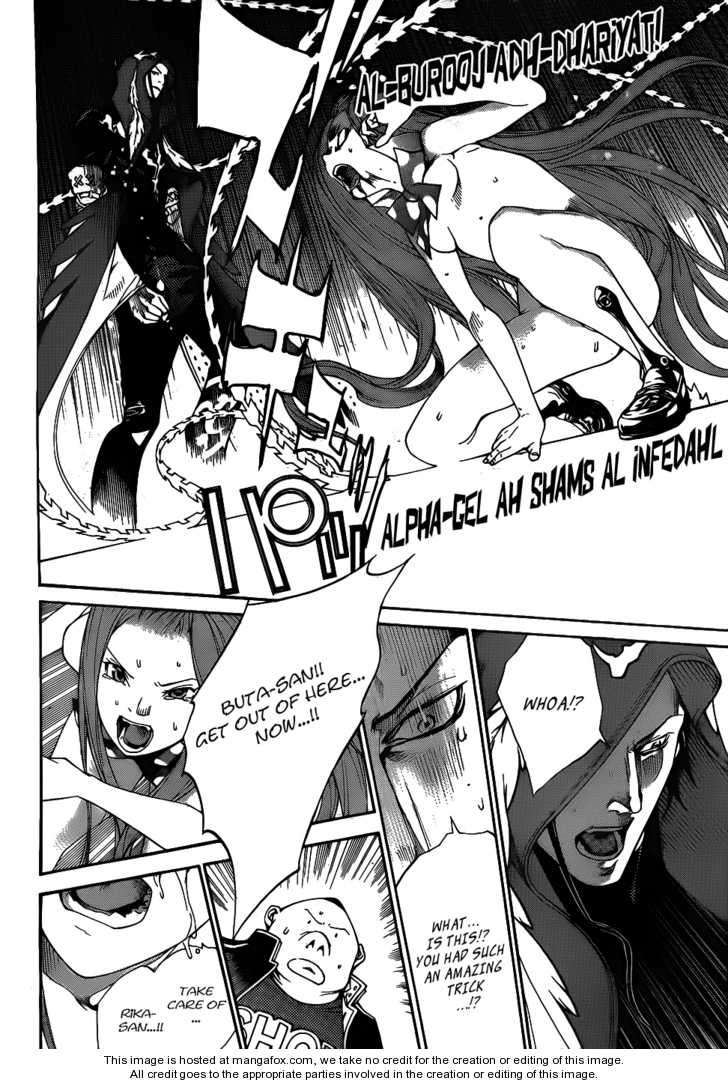 AL-BUROOJ ADH-DHARiYAT!
ALPHA-GEL AH SHAMS AL iNFEDAHL
WHOA!?
BUTA-SAN!!
GET OUT OF HERE...
NOW...!!
WHAT...
IS THIS!?
YOU HAD SUCH
AN AMAZING
TRICK
...!?
TAKE
CARE OF
...
RIKA-
SAN...!!
This image is hosted at mangafox.com, we take no credit for the creation or editing of this image.
All credit goes to the appropriate parties involved in the creation or editing of this image.